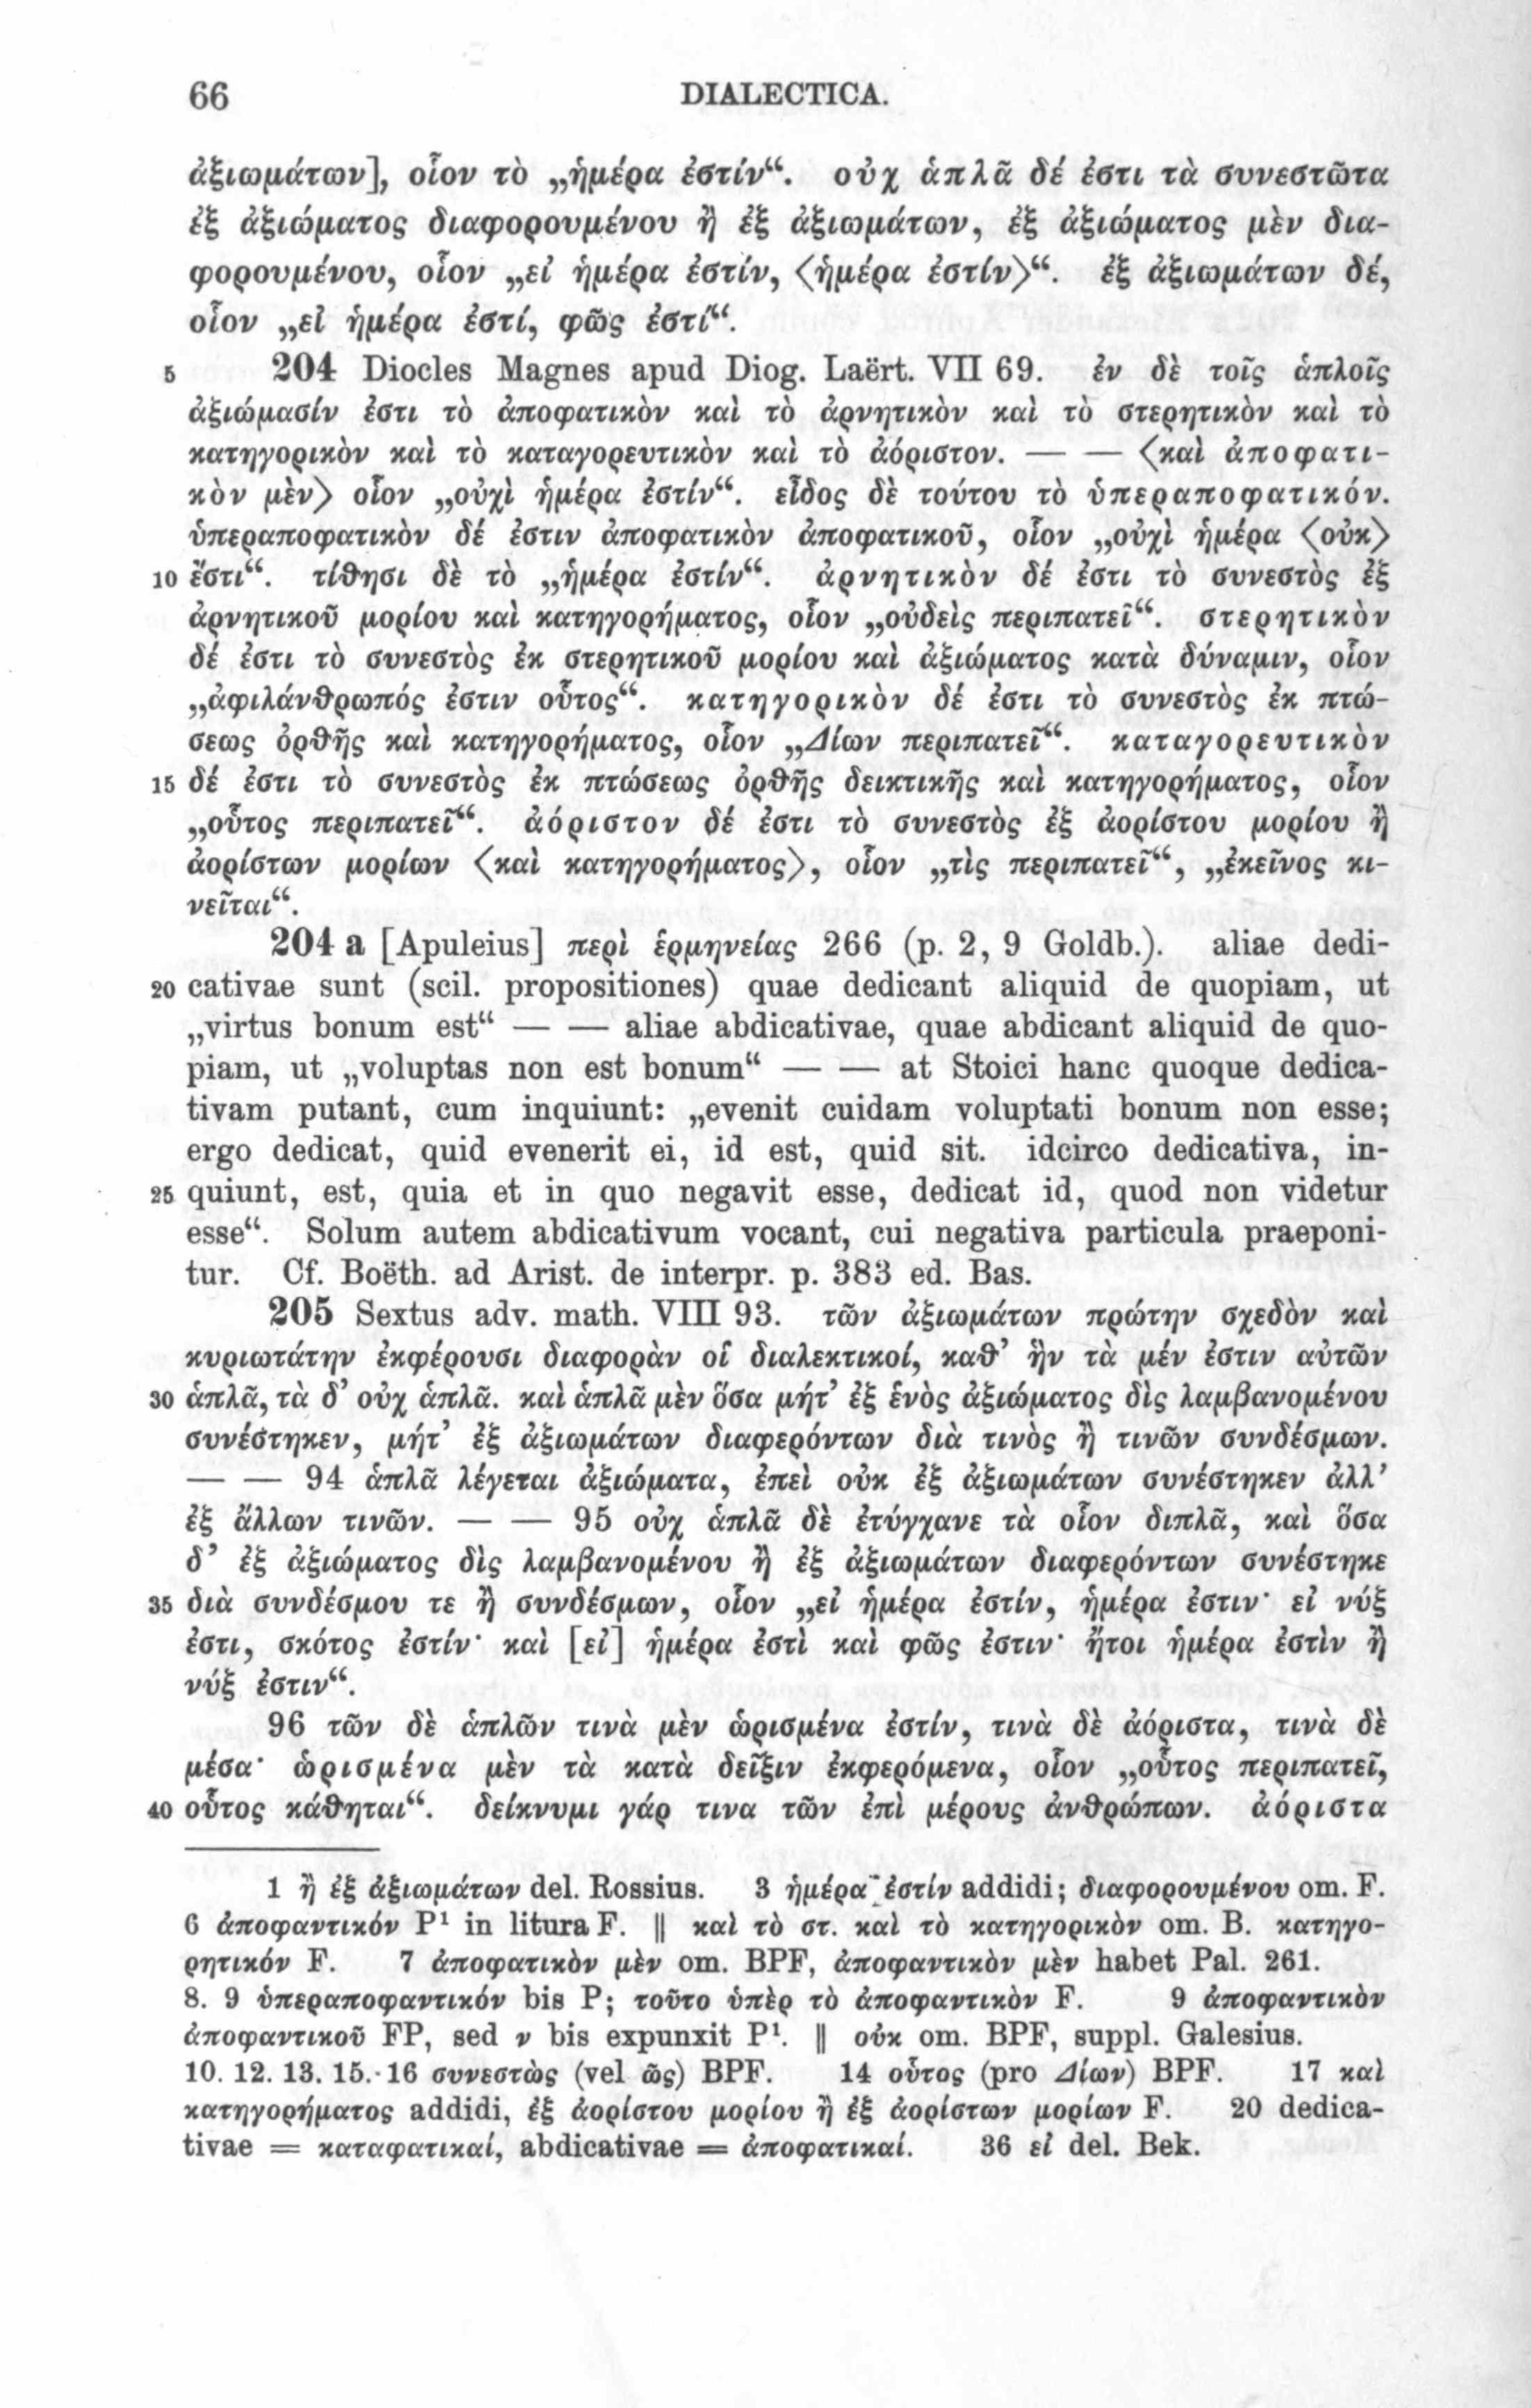 66 DIALECTICA.
ἀξιωμάτων], οἷον τὸ „ἡμέρα ἐστίν“. οὐχ ἁπλᾶ δέ ἐστι τὰ συνεστῶτα
ἐξ ἀξιώματος διαφορουμένου ἢ ἐξ ἀξιωμάτων, ἐξ ἀξιώματος μὲν δια-
φορουμένου, οἷον „εἰ ἡμέρα ἐστίν, <ἡμέρα ἐστίν>“. ἐξ ἀξιωμάτων δέ,
οἷον „εἰ ἡμέρα ἐστί, φῶς ἐστί“.
5 204 Diocles Magnes apud Diog. Laërt. VII 69. ἐν δὲ τοῖς ἁπλοῖς
ἀξιώμασίν ἐστι τὸ ἀποφατικὸν καὶ τὸ ἀρνητικὸν καὶ τὸ στερητικὸν καὶ τὸ
κατηγορικὸν καὶ τὸ καταγορευτικὸν καὶ τὸ ἀόριστον. — — <καὶ ἀποφατι-
κὸν μὲν> οἷον „οὐχὶ ἡμέρα ἐστίν“. εἶδος δὲ τούτου τὸ ὑπεραποφατικόν.
ὑπεραποφατικὸν δέ ἐστιν ἀποφατικὸν ἀποφατικοῦ, οἷον „οὐχὶ ἡμέρα <οὐκ>
10 ἔστι“. τίθησι δὲ τὸ „ἡμέρα ἐστίν“. ἀρνητικὸν δέ ἐστι τὸ συνεστὸς ἐξ
ἀρνητικοῦ μορίου καὶ κατηγορήματος, οἷον „οὐδεὶς περιπατεῖ“. στερητικὸν
δέ ἐστι τὸ συνεστὸς ἐκ στερητικοῦ μορίου καὶ ἀξιώματος κατὰ δύναμιν, οἷον
„ἀφιλάνθρωπός ἐστιν οὗτος“. κατηγορικὸν δέ ἐστι τὸ συνεστὸς ἐκ πτώ-
σεως ὀρθῆς καὶ κατηγορήματος, οἷον „Δίων περιπατεῖ“. καταγορευτικὸν
15 δέ ἐστι τὸ συνεστὸς ἐκ πτώσεως ὀρθῆς δεικτικῆς καὶ κατηγορήματος, οἷον
„οὗτος περιπατεῖ“. ἀόριστον δέ ἐστι τὸ συνεστὸς ἐξ ἀορίστου μορίου ἢ
ἀορίστων μορίων <καὶ κατηγορήματος>, οἷον „τὶς περιπατεῖ“, „ἐκεῖνος κι-
νεῖται“.
204 a [Apuleius] περὶ ἑρμηνείας 266 (p. 2, 9 Goldb.). aliae dedi-
20 cativae sunt (scil. propositiones) quae dedicant aliquid de quopiam, ut
„virtus bonum est“ — — aliae abdicativae, quae abdicant aliquid de quo-
piam, ut „voluptas non est bonum“ — — at Stoici hanc quoque dedica-
tivam putant, cum inquiunt: „evenit cuidam voluptati bonum non esse;
ergo dedicat, quid evenerit ei, id est, quid sit. idcirco dedicativa, in-
25 quiunt, est, quia et in quo negavit esse, dedicat id, quod non videtur
esse“. Solum autem abdicativum vocant, cui negativa particula praeponi-
tur. Cf. Boëth. ad Arist. de interpr. p. 383 ed. Bas.
205 Sextus adv. math. VIII 93. τῶν ἀξιωμάτων πρώτην σχεδὸν καὶ
κυριωτάτην ἐκφέρουσι διαφορὰν οἱ διαλεκτικοί, καθ’ ἣν τὰ μέν ἐστιν αὐτῶν
30 ἁπλᾶ, τὰ δ’ οὐχ ἁπλᾶ. καὶ ἁπλᾶ μὲν ὅσα μήτ’ ἐξ ἑνὸς ἀξιώματος δὶς λαμβανομένου
συνέστηκεν, μήτ’ ἐξ ἀξιωμάτων διαφερόντων διὰ τινὸς ἢ τινῶν συνδέσμων.
— — 94 ἁπλᾶ λέγεται ἀξιώματα, ἐπεὶ οὐκ ἐξ ἀξιωμάτων συνέστηκεν ἀλλ’
ἐξ ἄλλων τινῶν. — — 95 οὐχ ἁπλᾶ δὲ ἐτύγχανε τὰ οἷον διπλᾶ, καὶ ὅσα
δ’ ἐξ ἀξιώματος δὶς λαμβανομένου ἢ ἐξ ἀξιωμάτων διαφερόντων συνέστηκε
35 διὰ συνδέσμου τε ἢ συνδέσμων, οἷον „εἰ ἡμέρα ἐστίν, ἡμέρα ἐστιν· εἰ νύξ
ἐστι, σκότος ἐστίν· καὶ [εἰ] ἡμέρα ἐστὶ καὶ φῶς ἐστιν· ἤτοι ἡμέρα ἐστὶν ἢ
νύξ ἐστιν“.
96 τῶν δὲ ἁπλῶν τινὰ μὲν ὡρισμένα ἐστίν, τινὰ δὲ ἀόριστα, τινὰ δὲ
μέσα· ὡρισμένα μὲν τὰ κατὰ δεῖξιν ἐκφερόμενα, οἷον „οὗτος περιπατεῖ,
40 οὗτος κάθηται“. δείκνυμι γάρ τινα τῶν ἐπὶ μέρους ἀνθρώπων. ἀόριστα
1 ἢ ἐξ ἀξιωμάτων del. Rossius. 3 ἡμέρα ἐστίν addidi; διαφορουμένου om. F.
6 ἀποφαντικόν P¹ in litura F. || καὶ τὸ στ. καὶ τὸ κατηγορικὸν om. B. κατηγο-
ρητικόν F. 7 ἀποφατικὸν μὲν om. BPF, ἀποφαντικὸν μὲν habet Pal. 261.
8. 9 ὑπεραποφαντικόν bis P; τοῦτο ὑπὲρ τὸ ἀποφαντικὸν F. 9 ἀποφαντικὸν
ἀποφαντικοῦ FP, sed ν bis expunxit P¹. || οὐκ om. BPF, suppl. Galesius.
10. 12. 13. 15. 16 συνεστὼς (vel ῶς) BPF. 14 οὗτος (pro Δίων) BPF. 17 καὶ
κατηγορήματος addidi, ἐξ ἀορίστου μορίου ἢ ἐξ ἀορίστων μορίων F. 20 dedica-
tivae = καταφατικαί, abdicativae = ἀποφατικαί. 36 εἰ del. Bek.